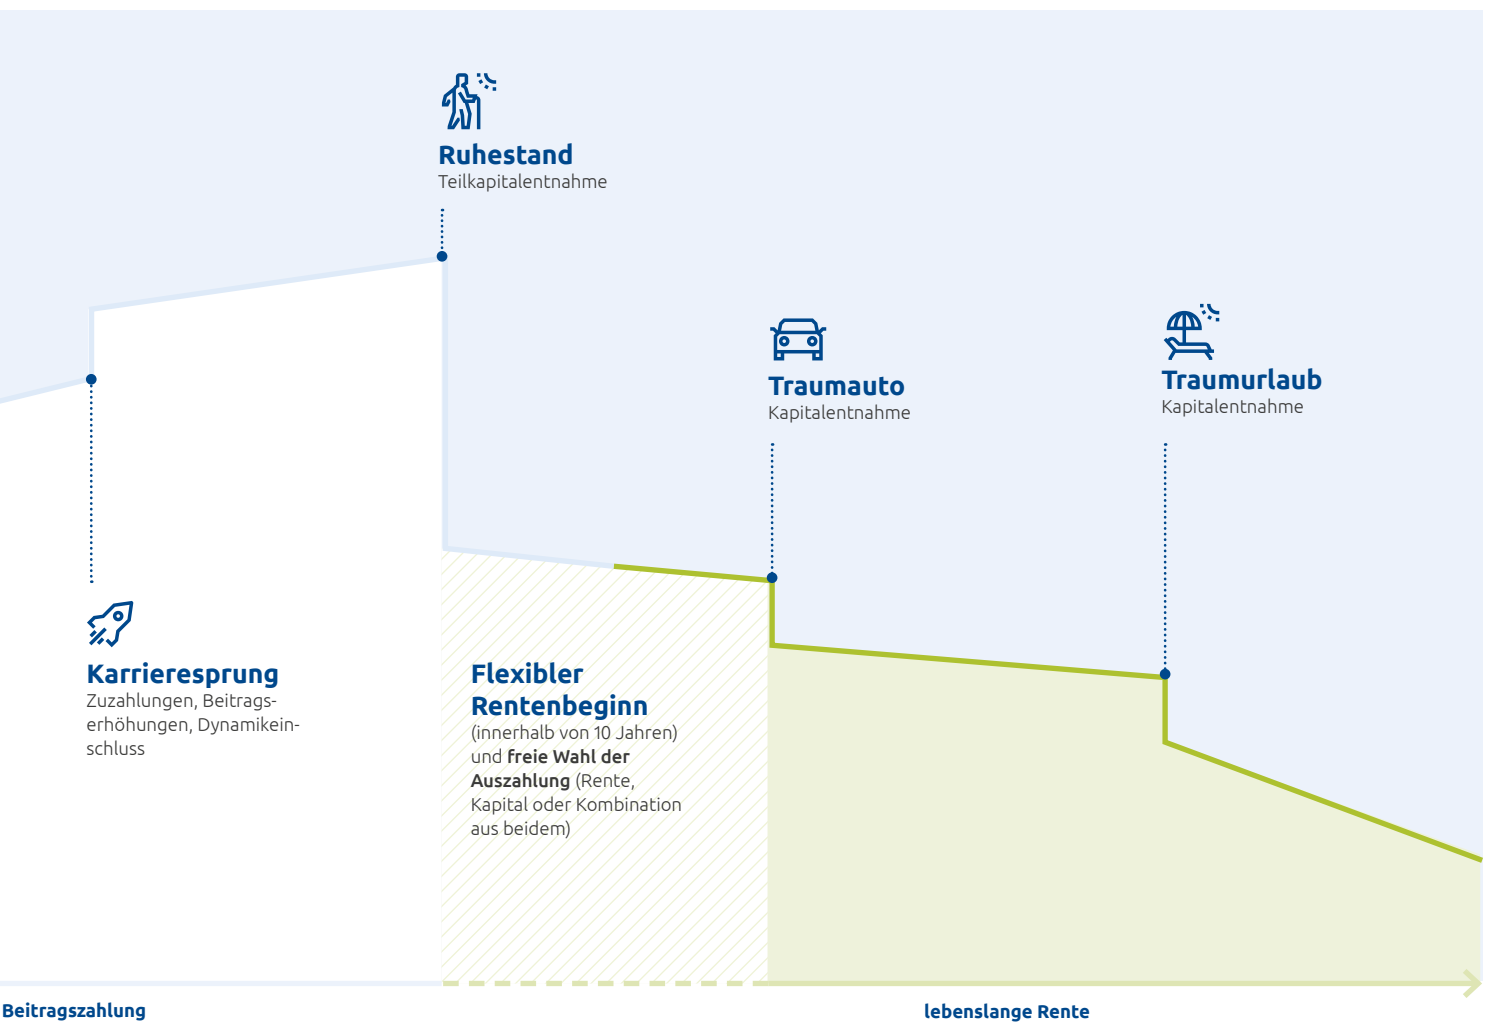 Ruhestand
Teilkapitalentnahme
Traumauto
Kapitalentnahme
Traumurlaub
Kapitalentnahme
Karrieresprung
Zuzahlungen, Beitrags-
erhöhungen, Dynamikein-
schluss
Flexibler
Rentenbeginn
(innerhalb von 10 Jahren)
und freie Wahl der
Auszahlung (Rente,
Kapital oder Kombination
aus beidem)
Beitragszahlung
lebenslange Rente